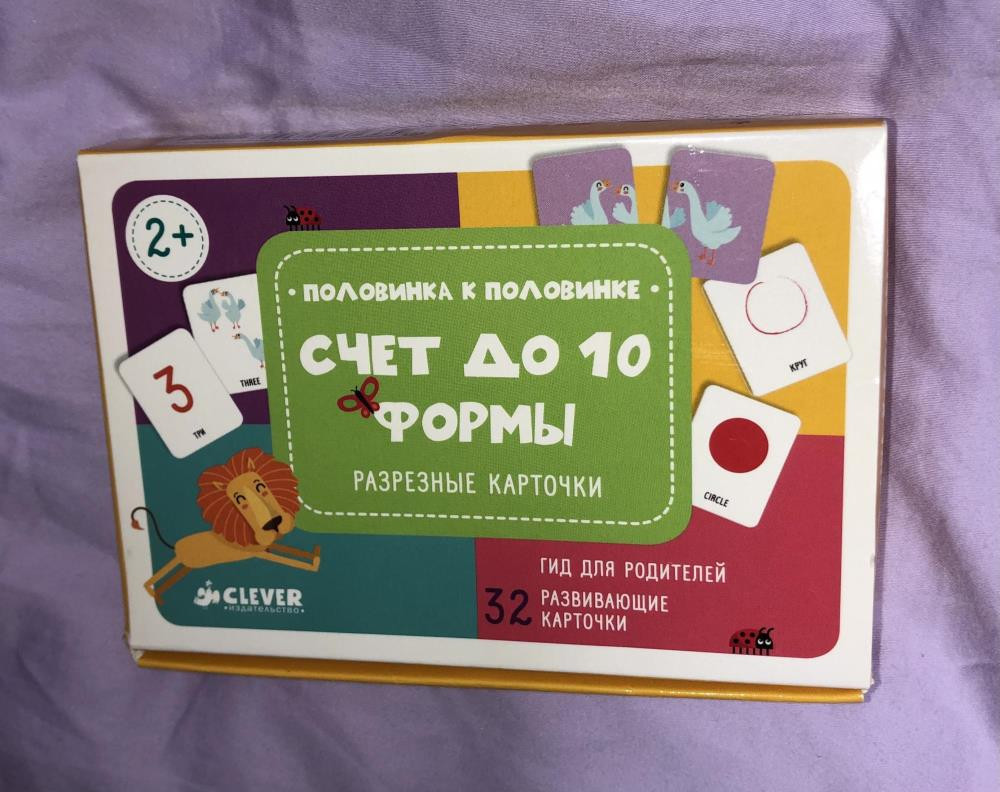 2+
• ПОЛОВИНКА К ПОЛОВИНКЕ •
СЧЕТ ДО 10
ФОРМЫ
РАЗРЕЗНЫЕ КАРТОЧКИ
THREE
3
ТРИ
КРУГ
CIRCLE
CLEVER
•ИЗДАТЕЛЬСТВО•
ГИД ДЛЯ РОДИТЕЛЕЙ
32 РАЗВИВАЮЩИЕ
КАРТОЧКИ